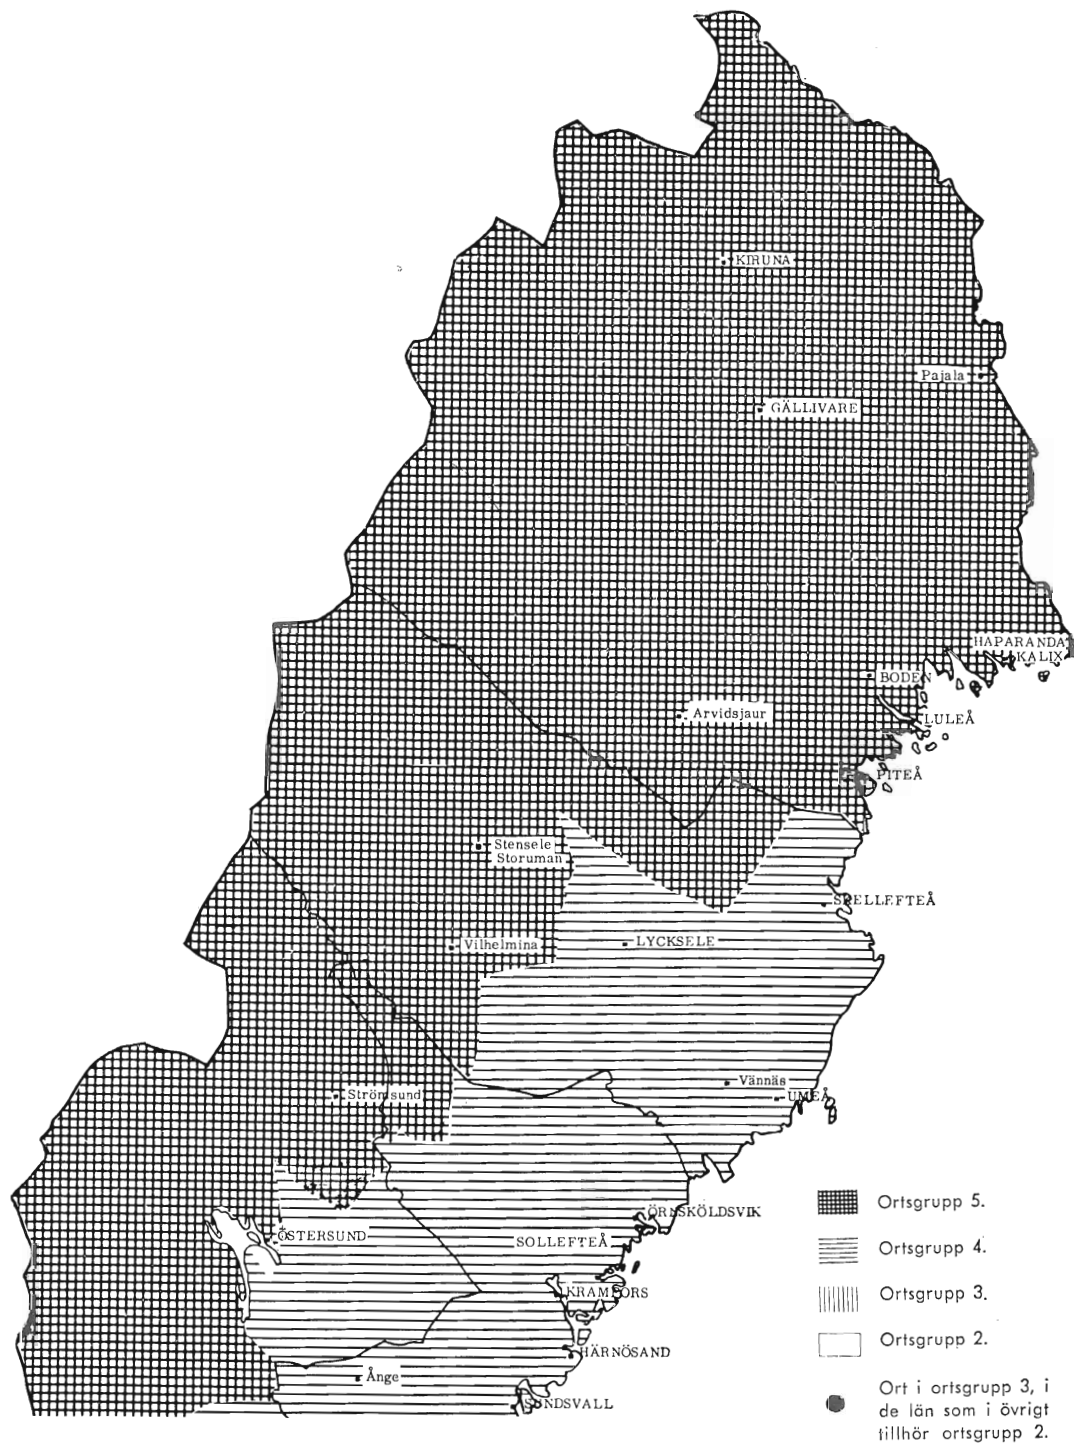 KIRUNA
Pajala
GÄLLIVARE
HAPARANDA
KALIX
BODEN
Arvidsjaur
LULEÅ
PITEÅ
Stensele
Storuman
SKELLEFTEÅ
LYCKSELE
Vilhelmina
Vännäs
UMEÅ
Strömsund
ÖRNSKÖLDSVIK
ÖSTERSUND
SOLLEFTEÅ
KRAMFORS
HÄRNÖSAND
Ånge
SUNDSVALL
Ortsgrupp 5.
Ortsgrupp 4.
Ortsgrupp 3.
Ortsgrupp 2.
Ort i ortsgrupp 3, i
de län som i övrigt
tillhör ortsgrupp 2.